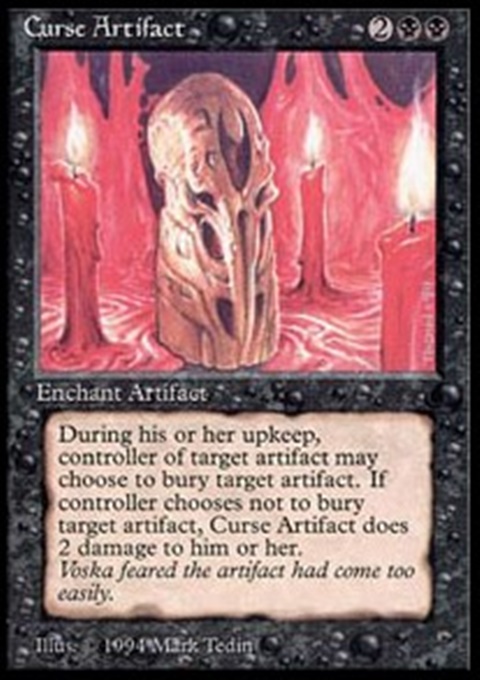 Curse Artifact 2
Enchant Artifact
During his or her upkeep,
controller of target artifact may
choose to bury target artifact. If
controller chooses not to bury
target artifact, Curse Artifact does
2 damage to him or her.
Voska feared the artifact had come too
easily.
Illus. © 1994 Mark Tedin